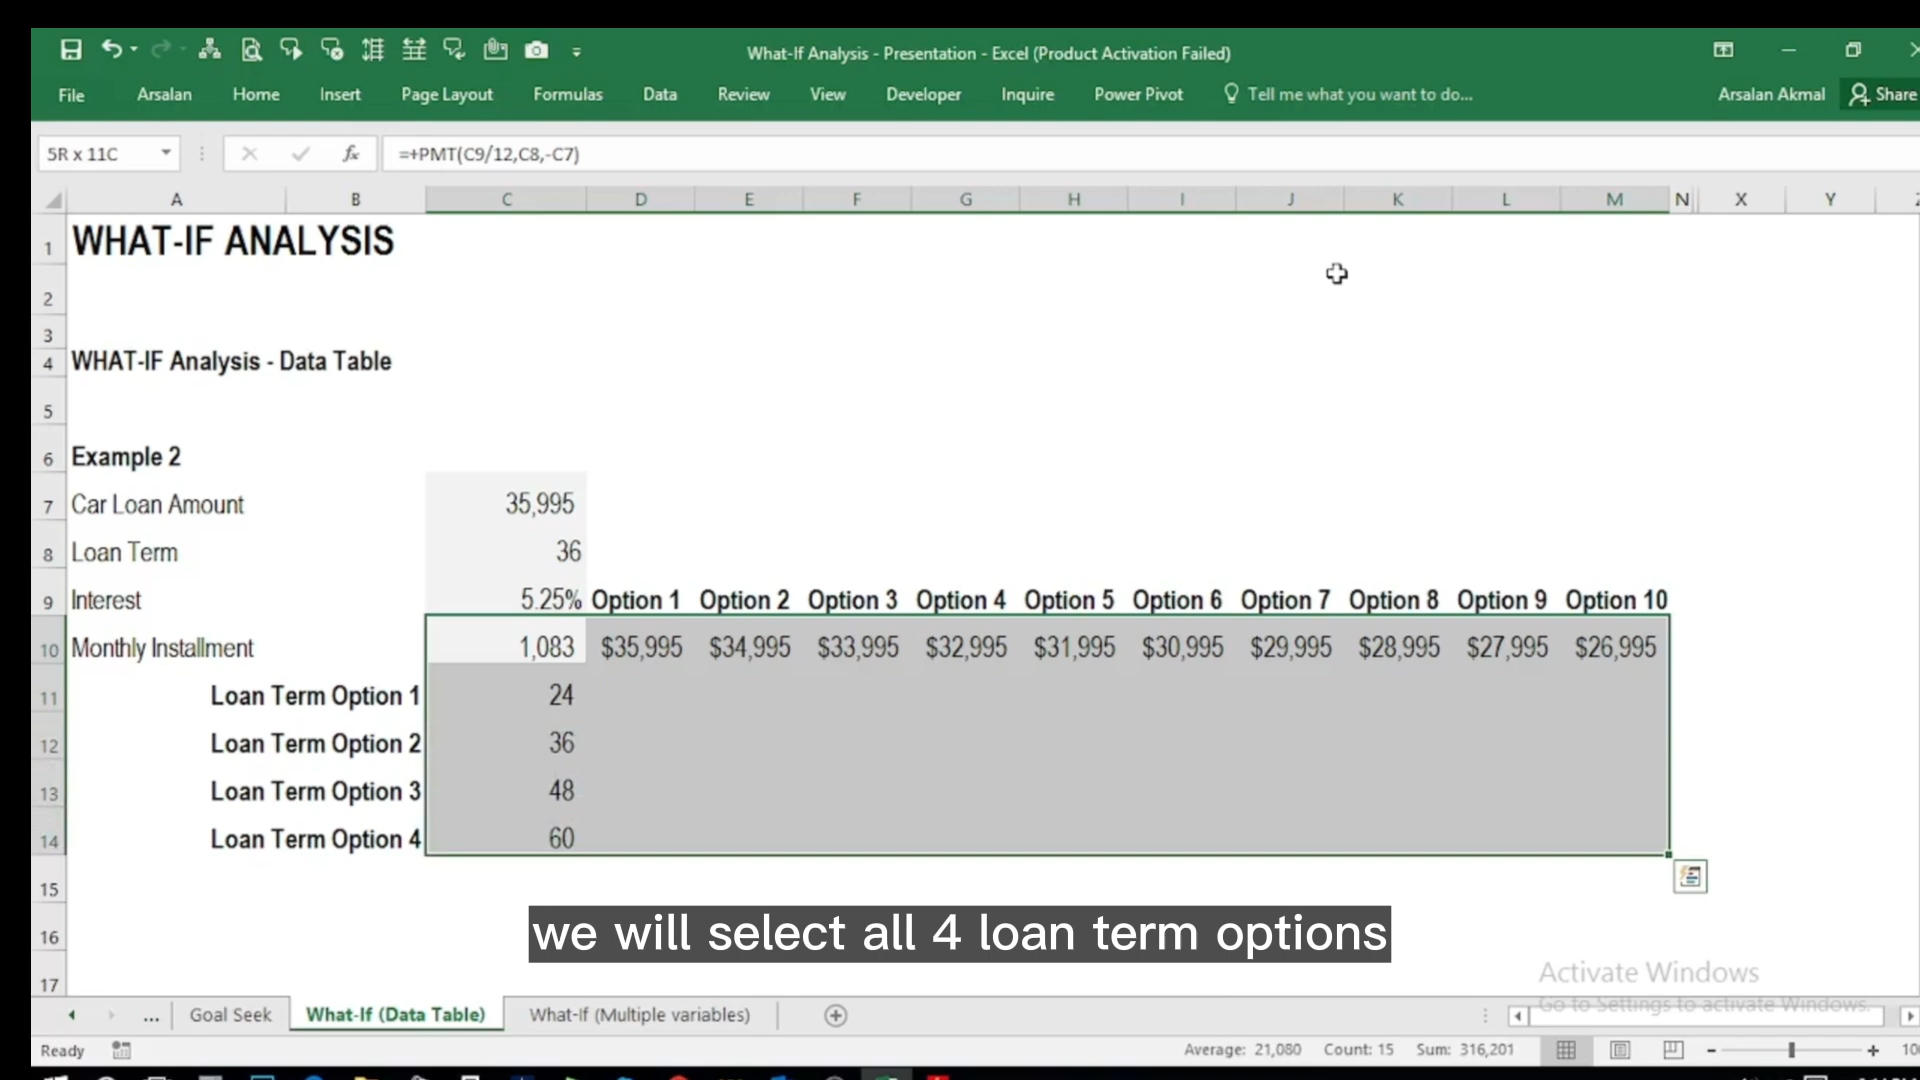 What-If Analysis - Presentation - Excel (Product Activation Failed)
File Arsalan Home Insert Page Layout Formulas Data Review View Developer Inquire Power Pivot Tell me what you want to do... Arsalan Akmal Share
5R x 11C fx =+PMT(C9/12,C8,-C7)
A B C D E F G H I J K L M N X Y
1 WHAT-IF ANALYSIS
2
3
4 WHAT-IF Analysis - Data Table
5
6 Example 2
7 Car Loan Amount 35,995
8 Loan Term 36
9 Interest 5.25% Option 1 Option 2 Option 3 Option 4 Option 5 Option 6 Option 7 Option 8 Option 9 Option 10
10 Monthly Installment 1,083 $35,995 $34,995 $33,995 $32,995 $31,995 $30,995 $29,995 $28,995 $27,995 $26,995
11 Loan Term Option 1 24
12 Loan Term Option 2 36
13 Loan Term Option 3 48
14 Loan Term Option 4 60
15
16
17
we will select all 4 loan term options
Activate Windows
Go to Settings to activate Windows.
... Goal Seek What-If (Data Table) What-If (Multiple variables)
Ready Average: 21,080 Count: 15 Sum: 316,201